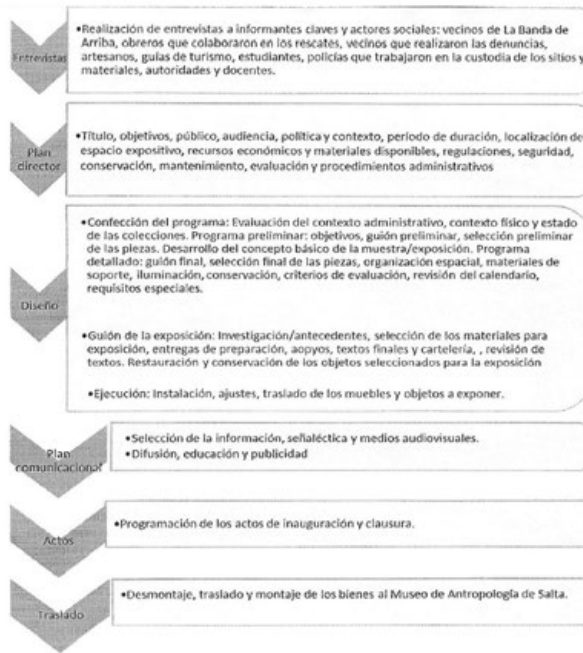 •Realización de entrevistas a informantes claves y actores sociales: vecinos de La Banda de
Arriba, obreros que colaboraron en los rescates, vecinos que realizaron las denuncias,
artesanos, guías de turismo, estudiantes, policías que trabajaron en la custodia de los sitios y
materiales, autoridades y docentes.
Entrevistas
•Título, objetivos, público, audiencia, política y contexto, período de duración, localización de
espacio expositivo, recursos económicos y materiales disponibles, regulaciones, seguridad,
conservación, mantenimiento, evaluación y procedimientos administrativos
Plan
director
•Confección del programa: Evaluación del contexto administrativo, contexto físico y estado
de las colecciones. Programa preliminar: objetivos, guión preliminar, selección preliminar
de las piezas. Desarrollo del concepto básico de la muestra/exposición. Programa
detallado: guión final, selección final de las piezas, organización espacial, materiales de
soporte, iluminación, conservación, criterios de evaluación, revisión del calendario,
requisitos especiales.
Diseño
•Guión de la exposición: Investigación/antecedentes, selección de los materiales para
exposición, entregas de preparación, aopyos, textos finales y cartelería, , revisión de
textos. Restauración y conservación de los objetos seleccionados para la exposición
•Ejecución: Instalación, ajustes, traslado de los muebles y objetos a exponer.
•Selección de la información, señaléctica y medios audiovisuales.
•Difusión, educación y publicidad
Plan
comunicacional
•Programación de los actos de inauguración y clausura.
Actos
•Desmontaje, traslado y montaje de los bienes al Museo de Antropología de Salta.
Traslado